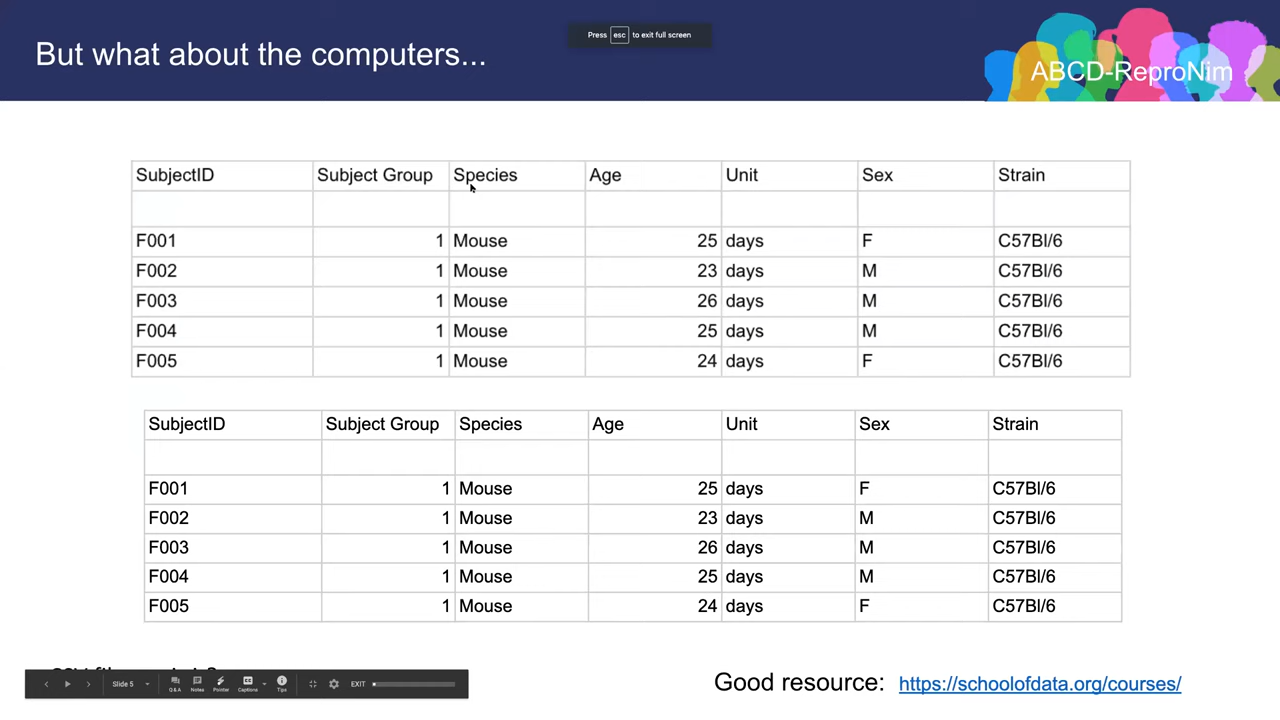 But what about the computers...
Press esc to exit full screen
ABCD-ReproNim
SubjectID Subject Group Species Age Unit Sex Strain
F001 1 Mouse 25 days F C57Bl/6
F002 1 Mouse 23 days M C57Bl/6
F003 1 Mouse 26 days M C57Bl/6
F004 1 Mouse 25 days M C57Bl/6
F005 1 Mouse 24 days F C57Bl/6
SubjectID Subject Group Species Age Unit Sex Strain
F001 1 Mouse 25 days F C57Bl/6
F002 1 Mouse 23 days M C57Bl/6
F003 1 Mouse 26 days M C57Bl/6
F004 1 Mouse 25 days M C57Bl/6
F005 1 Mouse 24 days F C57Bl/6
Slide 5 Q&A Notes Pointer Captions Tips EXIT
Good resource: https://schoolofdata.org/courses/